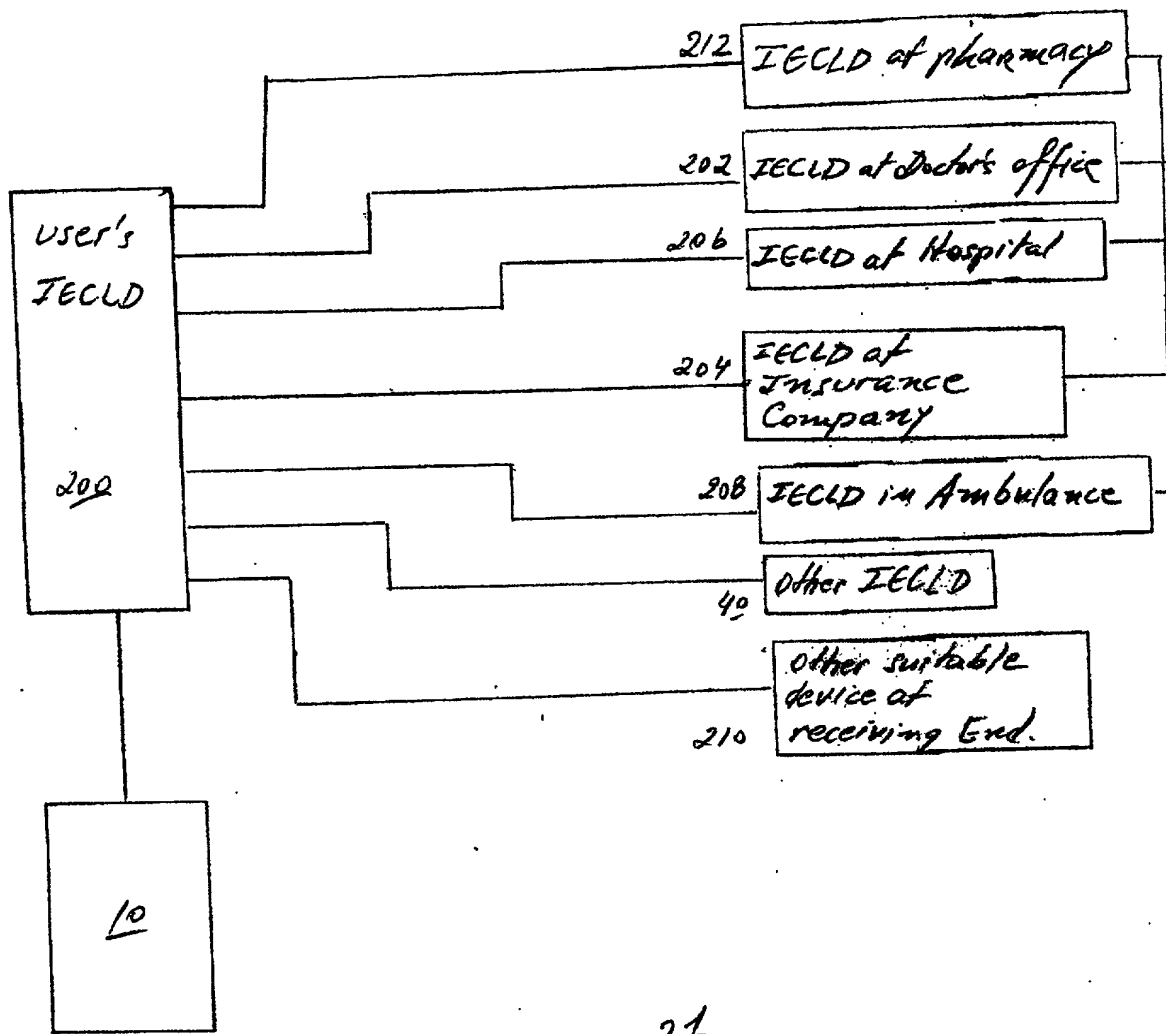 212
IECLD at pharmacy
202
IECLD at Doctor's office
user's
IECLD
200
206
IECLD at Hospital
204
IECLD at
Insurance
Company
208
IECLD in Ambulance
40
other IECLD
210
other suitable
device at
receiving End.
10
21